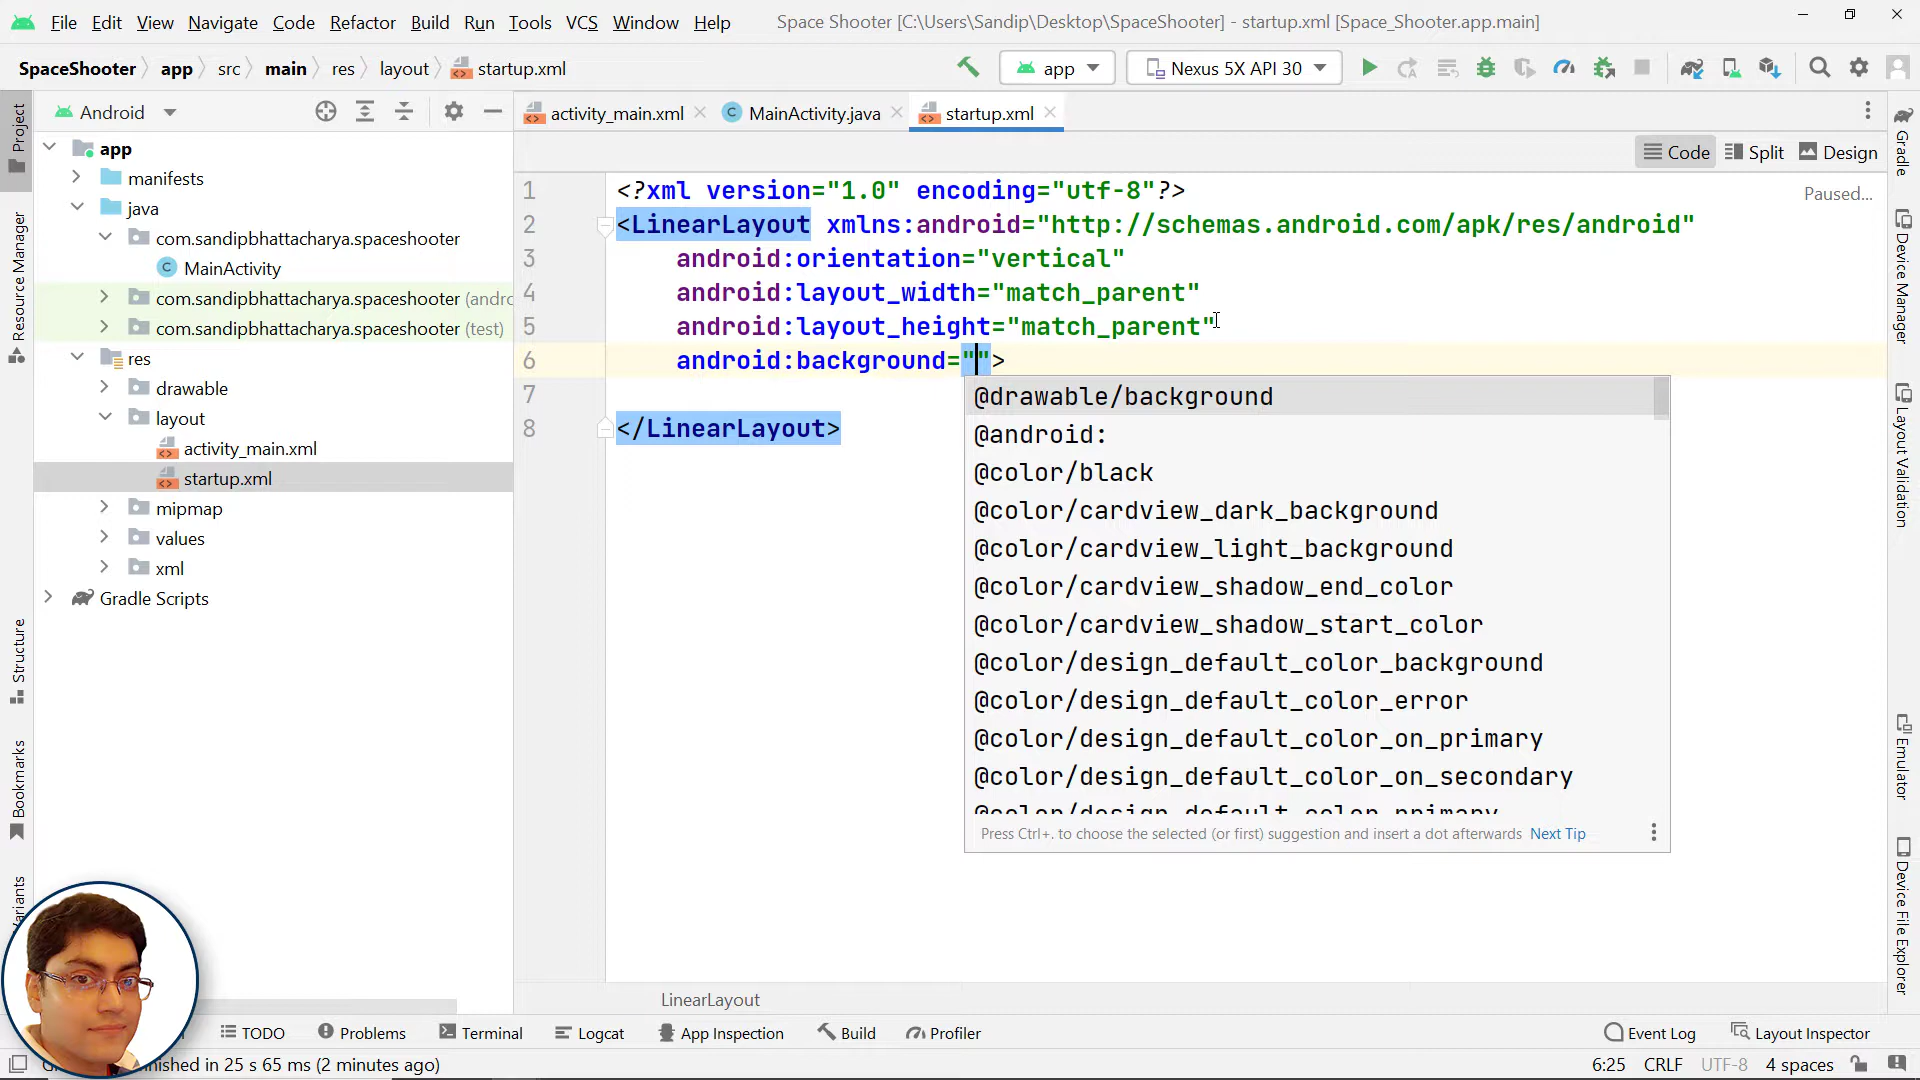 File Edit View Navigate Code Refactor Build Run Tools VCS Window Help Space Shooter [C:\Users\Sandip\Desktop\SpaceShooter] - startup.xml [Space_Shooter.app.main]
SpaceShooter app src main res layout startup.xml app Nexus 5X API 30
Android
activity_main.xml MainActivity.java startup.xml
Code Split Design
Paused...
Project
Resource Manager
Structure
Bookmarks
app
manifests
java
com.sandipbhattacharya.spaceshooter
MainActivity
com.sandipbhattacharya.spaceshooter
com.sandipbhattacharya.spaceshooter (test)
res
drawable
layout
activity_main.xml
startup.xml
mipmap
values
xml
Gradle Scripts
1 <?xml version="1.0" encoding="utf-8"?>
2 <LinearLayout xmlns:android="http://schemas.android.com/apk/res/android"
3 android:orientation="vertical"
4 android:layout_width="match_parent"
5 android:layout_height="match_parent"
6 android:background="">
7
8 </LinearLayout>
@drawable/background
@android:
@color/black
@color/cardview_dark_background
@color/cardview_light_background
@color/cardview_shadow_end_color
@color/cardview_shadow_start_color
@color/design_default_color_background
@color/design_default_color_error
@color/design_default_color_on_primary
@color/design_default_color_on_secondary
Press Ctrl+. to choose the selected (or first) suggestion and insert a dot afterwards Next Tip
Gradle
Device Manager
Layout Validation
Emulator
Device File Explorer
LinearLayout
TODO Problems Terminal Logcat App Inspection Build Profiler Event Log Layout Inspector
in 25 s 65 ms (2 minutes ago) 6:25 CRLF UTF-8 4 spaces